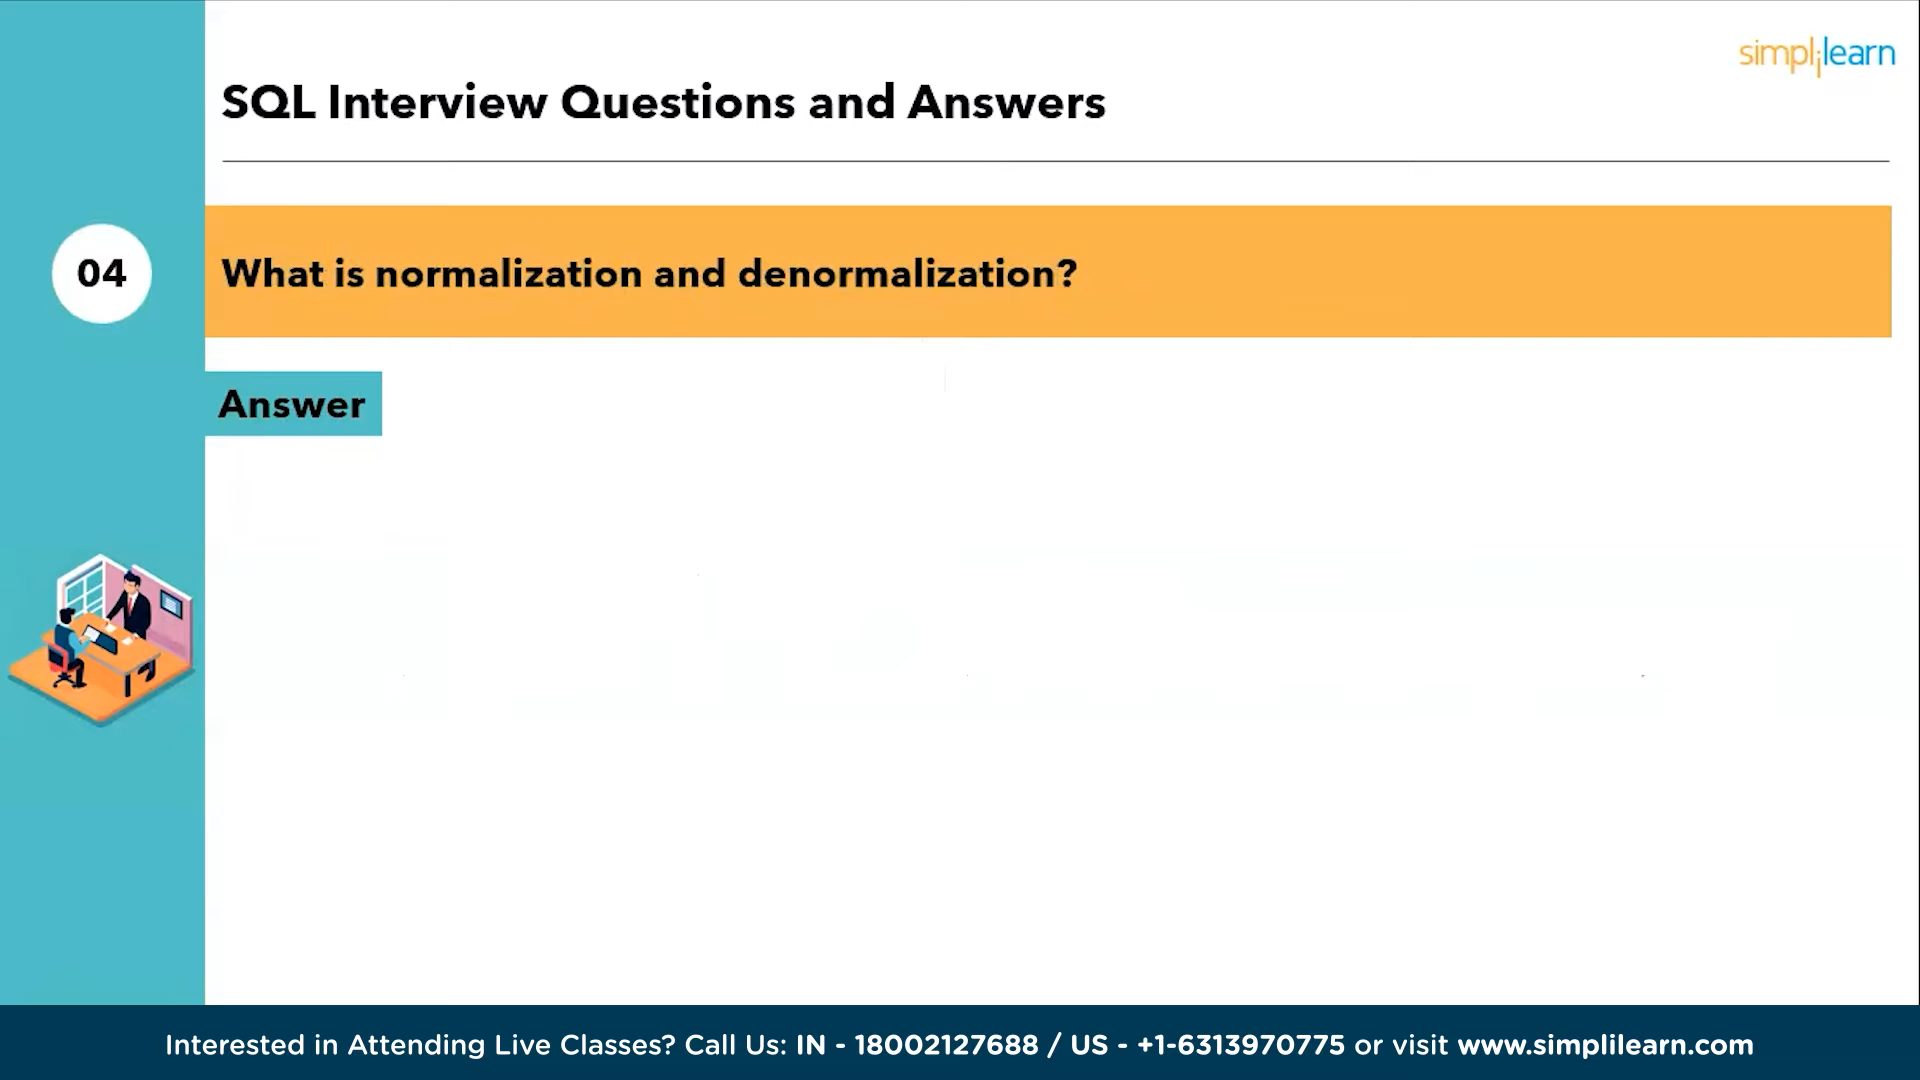 simplilearn
SQL Interview Questions and Answers
04
What is normalization and denormalization?
Answer
Interested in Attending Live Classes? Call Us: IN - 18002127688 / US - +1-6313970775 or visit www.simplilearn.com